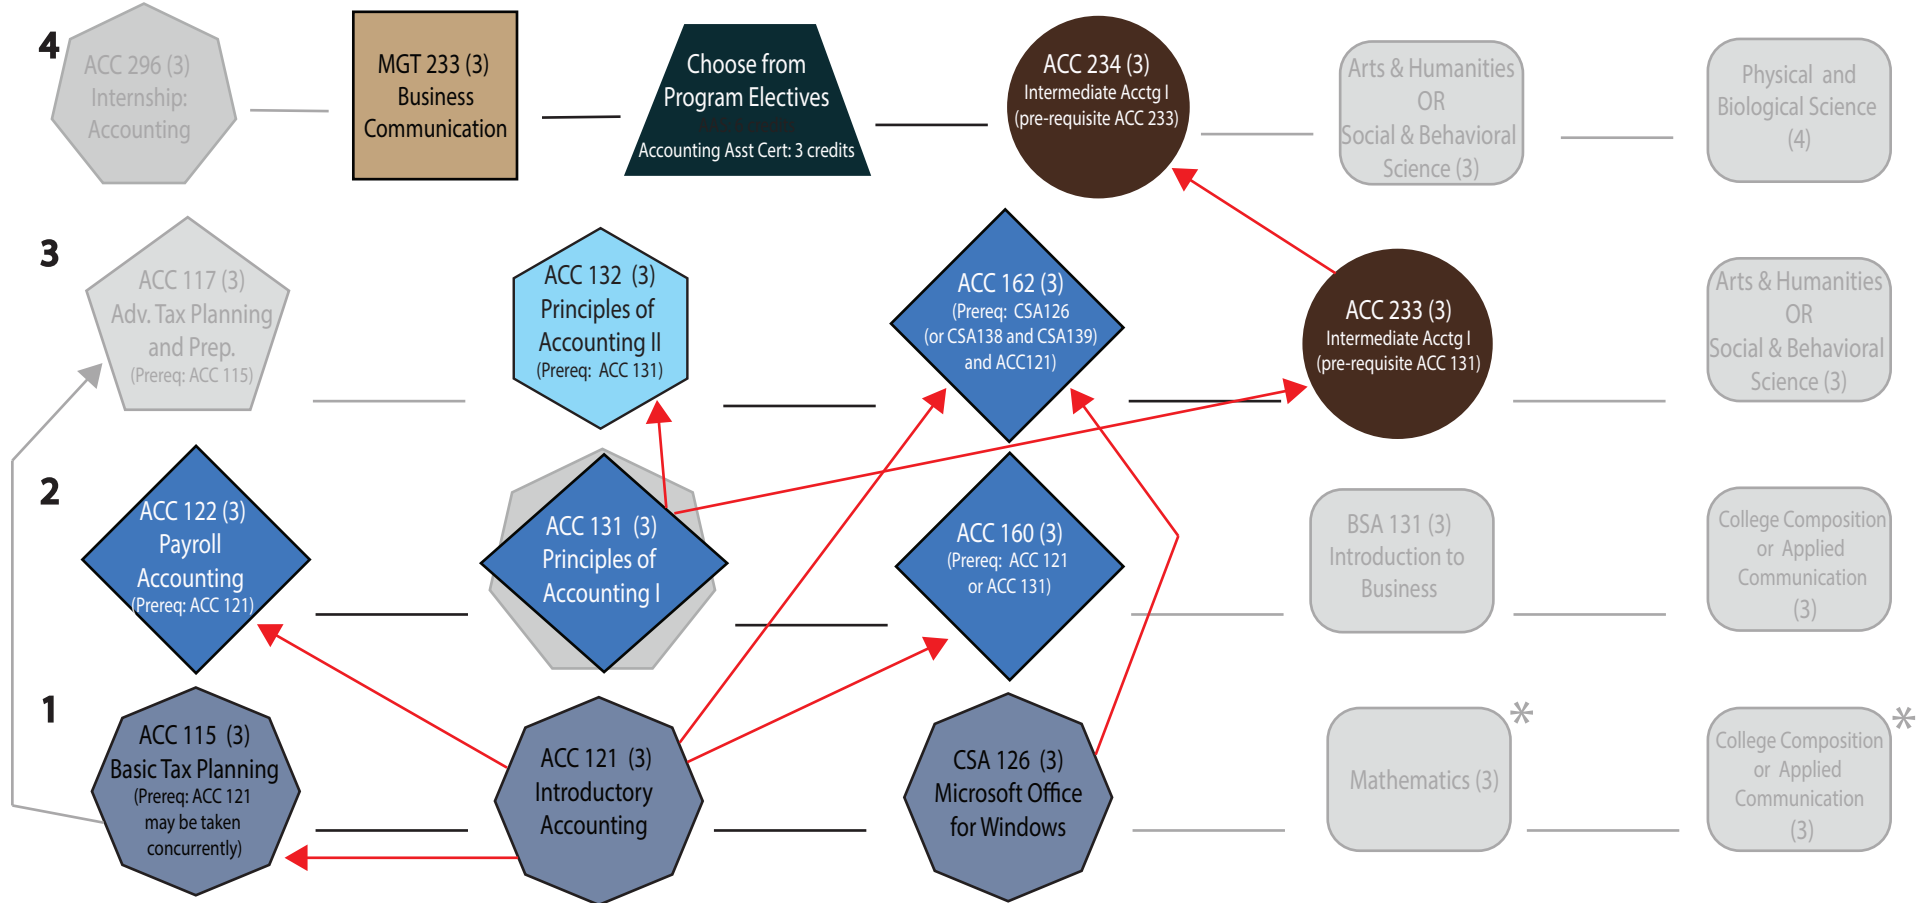 4
ACC 296 (3)
Internship:
Accounting
MGT 233 (3)
Business
Communication
Choose from
Program Electives
Accounting Asst Cert: 3 credits
ACC 234 (3)
Intermediate Acctg I
(pre-requisite ACC 233)
Arts & Humanities
OR
Social & Behavioral
Science (3)
Physical and
Biological Science
(4)
3
ACC 117 (3)
Adv. Tax Planning
and Prep.
(Prereq: ACC 115)
ACC 132 (3)
Principles of
Accounting II
(Prereq: ACC 131)
ACC 162 (3)
(Prereq: CSA126
(or CSA138 and CSA139)
and ACC121)
ACC 233 (3)
Intermediate Acctg I
(pre-requisite ACC 131)
Arts & Humanities
OR
Social & Behavioral
Science (3)
2
ACC 122 (3)
Payroll
Accounting
(Prereq: ACC 121)
ACC 131 (3)
Principles of
Accounting I
ACC 160 (3)
(Prereq: ACC 121
or ACC 131)
BSA 131 (3)
Introduction to
Business
College Composition
or Applied
Communication
(3)
1
ACC 115 (3)
Basic Tax Planning
(Prereq: ACC 121
may be taken
concurrently)
ACC 121 (3)
Introductory
Accounting
CSA 126 (3)
Microsoft Office
for Windows
Mathematics (3)
*
College Composition
or Applied
Communication
(3)
*